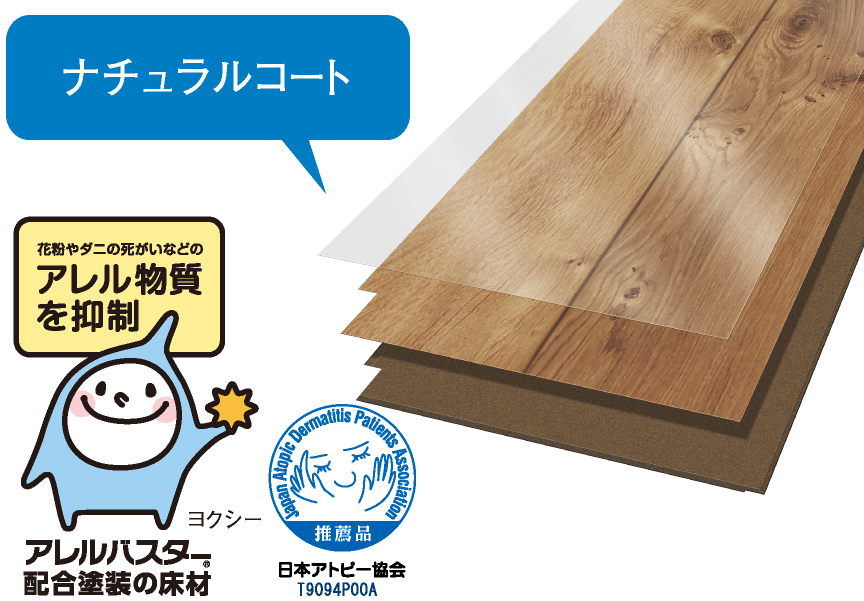 ナチュラルコート
花粉やダニの死がいなどの
アレル物質
を抑制
ヨクシー
アレルバスター®
配合塗装の床材
Japan Atopic Dermatitis Patients Association
推薦品
日本アトピー協会
T9094P00A